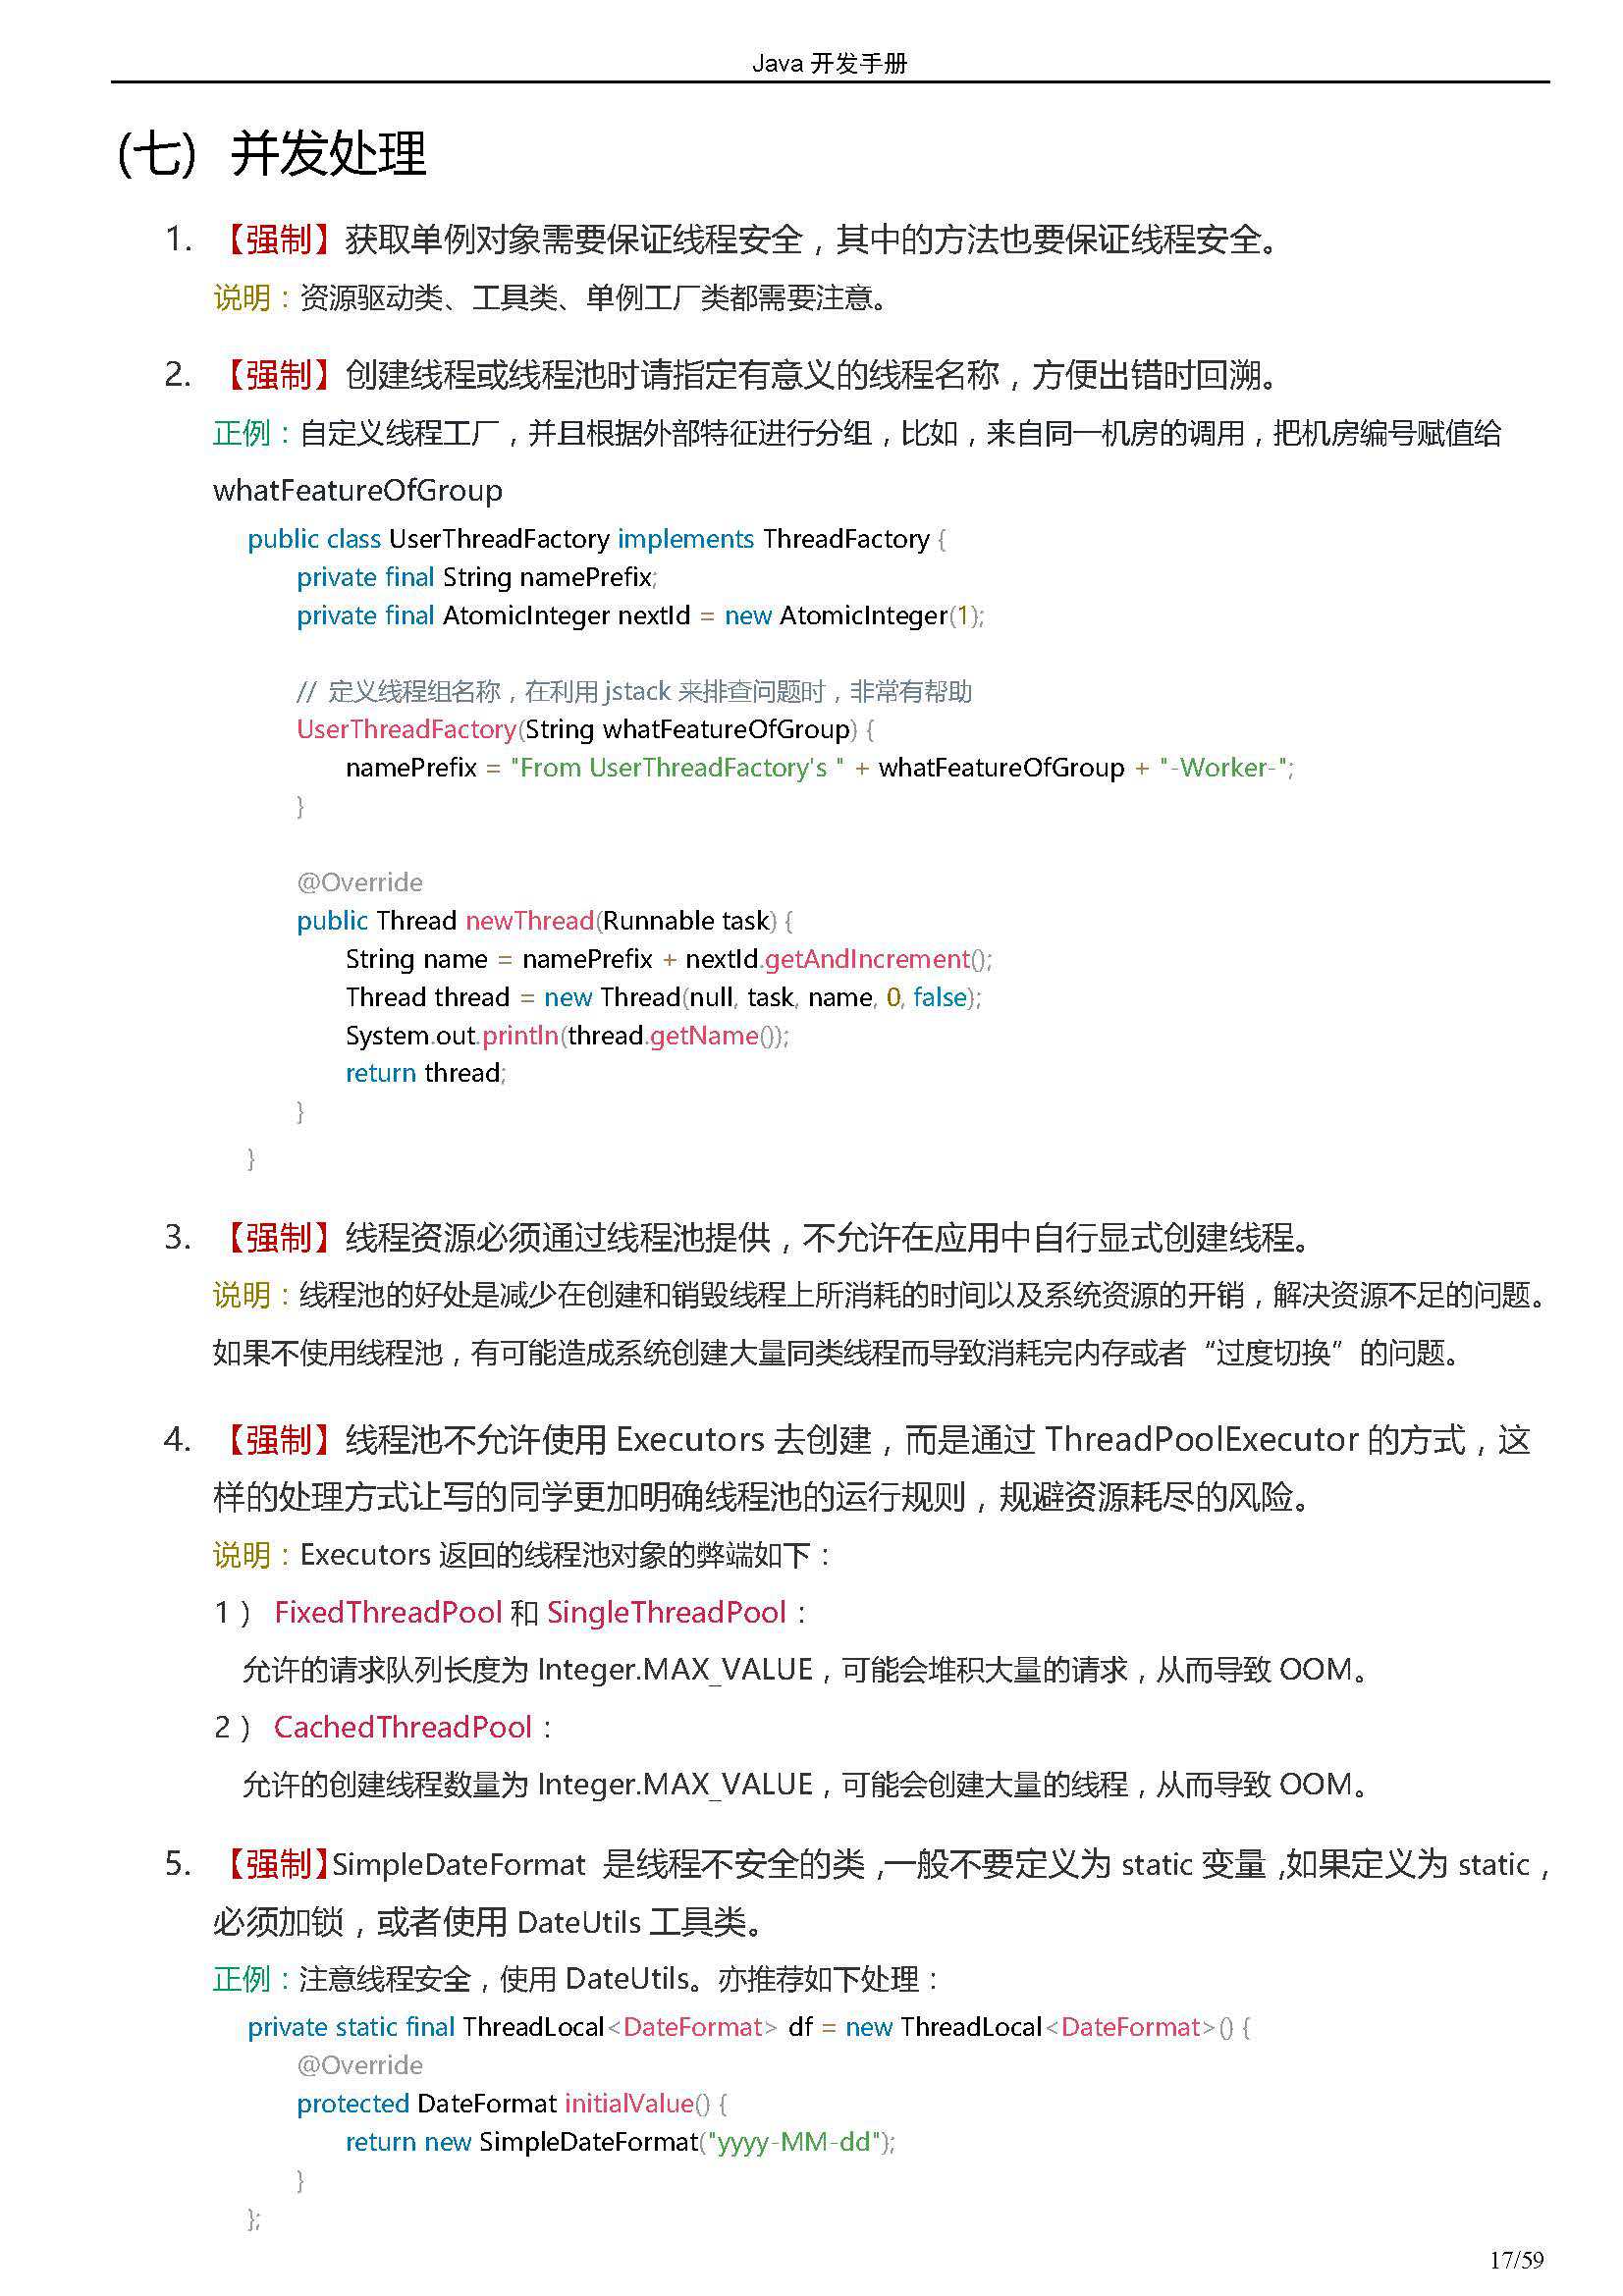 Java 开发手册
(七) 并发处理
1. 【强制】获取单例对象需要保证线程安全，其中的方法也要保证线程安全。
说明：资源驱动类、工具类、单例工厂类都需要注意。
2. 【强制】创建线程或线程池时请指定有意义的线程名称，方便出错时回溯。
正例：自定义线程工厂，并且根据外部特征进行分组，比如，来自同一机房的调用，把机房编号赋值给
whatFeatureOfGroup
public class UserThreadFactory implements ThreadFactory {
private final String namePrefix;
private final AtomicInteger nextId = new AtomicInteger(1);
// 定义线程组名称，在利用 jstack 来排查问题时，非常有帮助
UserThreadFactory(String whatFeatureOfGroup) {
namePrefix = "From UserThreadFactory's " + whatFeatureOfGroup + "-Worker-";
}
@Override
public Thread newThread(Runnable task) {
String name = namePrefix + nextId.getAndIncrement();
Thread thread = new Thread(null, task, name, 0, false);
System.out.println(thread.getName());
return thread;
}
}
3. 【强制】线程资源必须通过线程池提供，不允许在应用中自行显式创建线程。
说明：线程池的好处是减少在创建和销毁线程上所消耗的时间以及系统资源的开销，解决资源不足的问题。
如果不使用线程池，有可能造成系统创建大量同类线程而导致消耗完内存或者“过度切换”的问题。
4. 【强制】线程池不允许使用 Executors 去创建，而是通过 ThreadPoolExecutor 的方式，这
样的处理方式让写的同学更加明确线程池的运行规则，规避资源耗尽的风险。
说明：Executors 返回的线程池对象的弊端如下：
1） FixedThreadPool 和 SingleThreadPool：
允许的请求队列长度为 Integer.MAX_VALUE，可能会堆积大量的请求，从而导致 OOM。
2） CachedThreadPool：
允许的创建线程数量为 Integer.MAX_VALUE，可能会创建大量的线程，从而导致 OOM。
5. 【强制】SimpleDateFormat 是线程不安全的类，一般不要定义为 static 变量，如果定义为 static，
必须加锁，或者使用 DateUtils 工具类。
正例：注意线程安全，使用 DateUtils。亦推荐如下处理：
private static final ThreadLocal<DateFormat> df = new ThreadLocal<DateFormat>() {
@Override
protected DateFormat initialValue() {
return new SimpleDateFormat("yyyy-MM-dd");
}
};
17/59